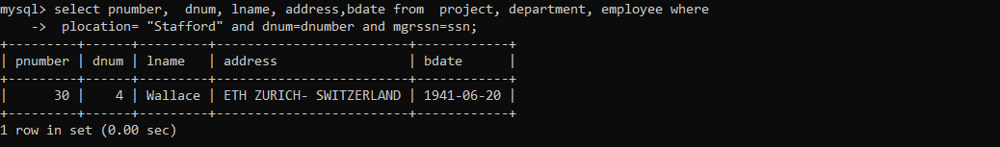 mysql> select pnumber,  dnum, lname, address,bdate from  project, department, employee where
    ->  plocation= "Stafford" and dnum=dnumber and mgrssn=ssn;
+---------+------+---------+------------------------+------------+
| pnumber | dnum | lname   | address                | bdate      |
+---------+------+---------+------------------------+------------+
|      30 |    4 | Wallace | ETH ZURICH- SWITZERLAND | 1941-06-20 |
+---------+------+---------+------------------------+------------+
1 row in set (0.00 sec)